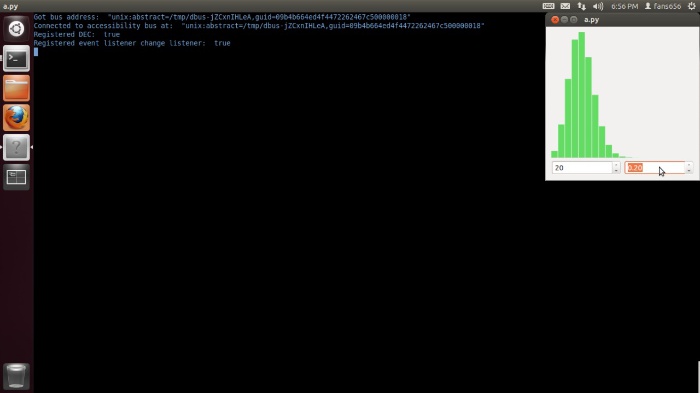 a.py
6:56 PM
fans656
Got bus address:  "unix:abstract=/tmp/dbus-jZCxnIHLeA,guid=09b4b664ed4f4472262467c500000018"
Connected to accessibility bus at:  "unix:abstract=/tmp/dbus-jZCxnIHLeA,guid=09b4b664ed4f4472262467c500000018"
Registered DEC:  true
Registered event listener change listener:  true
a.py
20
0.20